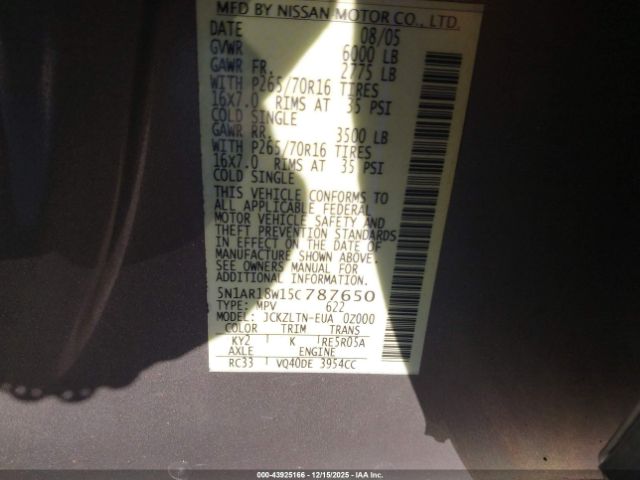 MFD BY NISSAN MOTOR CO., LTD.
DATE 08/05
GVWR 6000 LB
GAWR FR. 2775 LB
WITH P265/70R16 TIRES
16X7.0 RIMS AT 35 PSI
COLD SINGLE
GAWR RR. 3500 LB
WITH P265/70R16 TIRES
16X7.0 RIMS AT 35 PSI
COLD SINGLE
THIS VEHICLE CONFORMS TO
ALL APPLICABLE FEDERAL
MOTOR VEHICLE SAFETY AND
THEFT PREVENTION STANDARDS
IN EFFECT ON THE DATE OF
MANUFACTURE SHOWN ABOVE.
SEE OWNERS MANUAL FOR
ADDITIONAL INFORMATION.
5N1AR18W15C787650
TYPE: MPV 622
MODEL: JCKZLTN-EUA 0Z000
COLOR TRIM TRANS
KY2 K RE5R05A
AXLE ENGINE
RC33 VQ40DE 3954CC
000-43925166 - 12/15/2025 - IAA Inc.